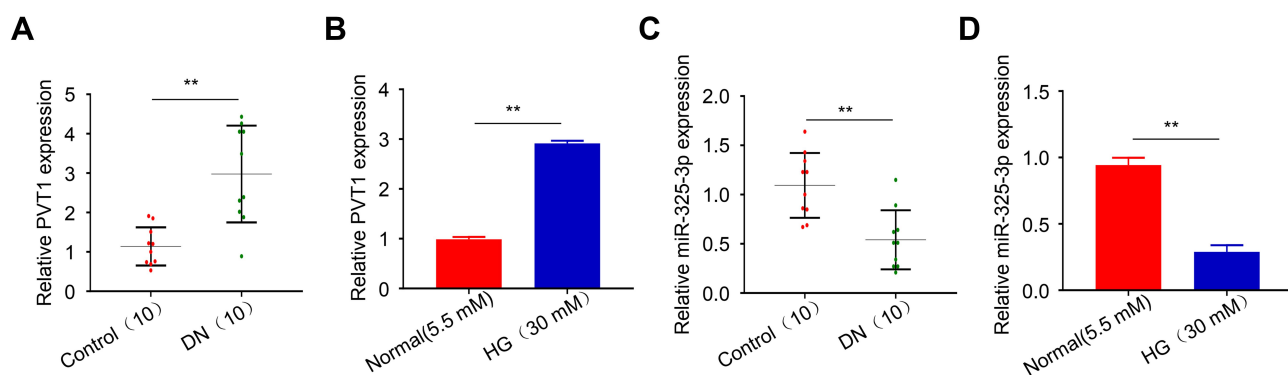 A
B
C
D
Relative PVT1 expression
5
4
3
2
1
0
**
Control（10）
DN（10）
Relative PVT1 expression
4
3
2
1
0
**
Normal(5.5 mM)
HG（30 mM）
Relative miR-325-3p expression
2.0
1.5
1.0
0.5
0.0
**
Control（10）
DN（10）
Relative miR-325-3p expression
1.5
1.0
0.5
0.0
**
Normal(5.5 mM)
HG（30 mM）